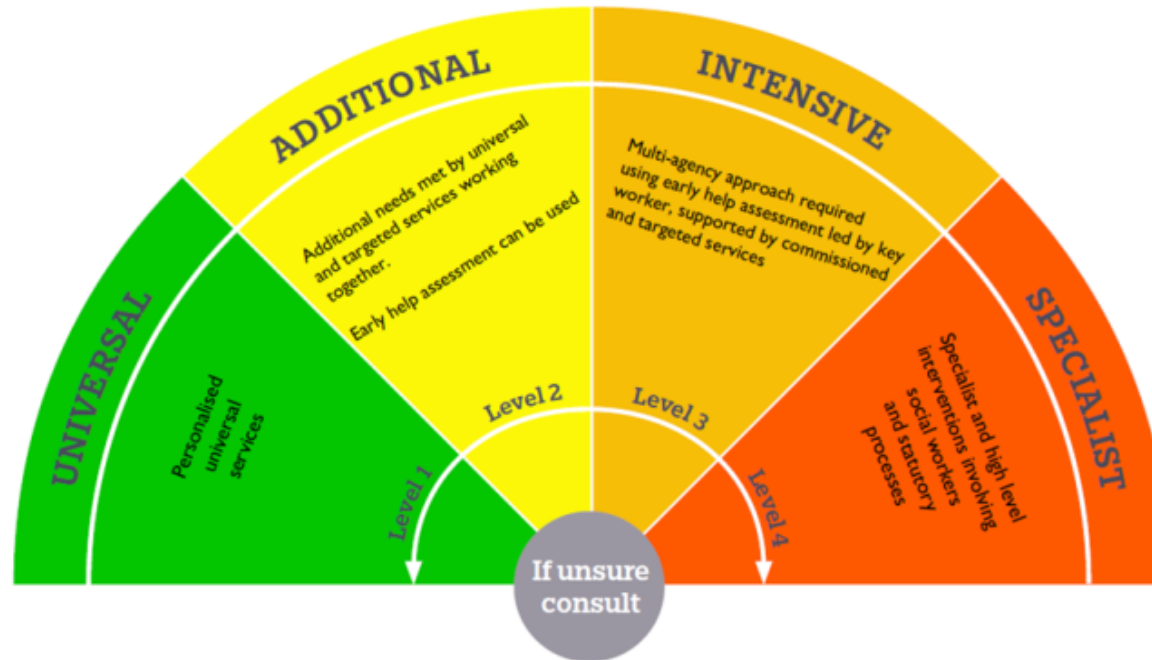 UNIVERSAL
Personalised
universal
services
Level 1
ADDITIONAL
Additional needs met by universal
and targeted services working
together.
Early help assessment can be used
Level 2
INTENSIVE
Multi-agency approach required
using early help assessment led by key
worker, supported by commissioned
and targeted services
Level 3
SPECIALIST
Specialist and high level
interventions involving
social workers
and statutory
processes
Level 4
If unsure
consult